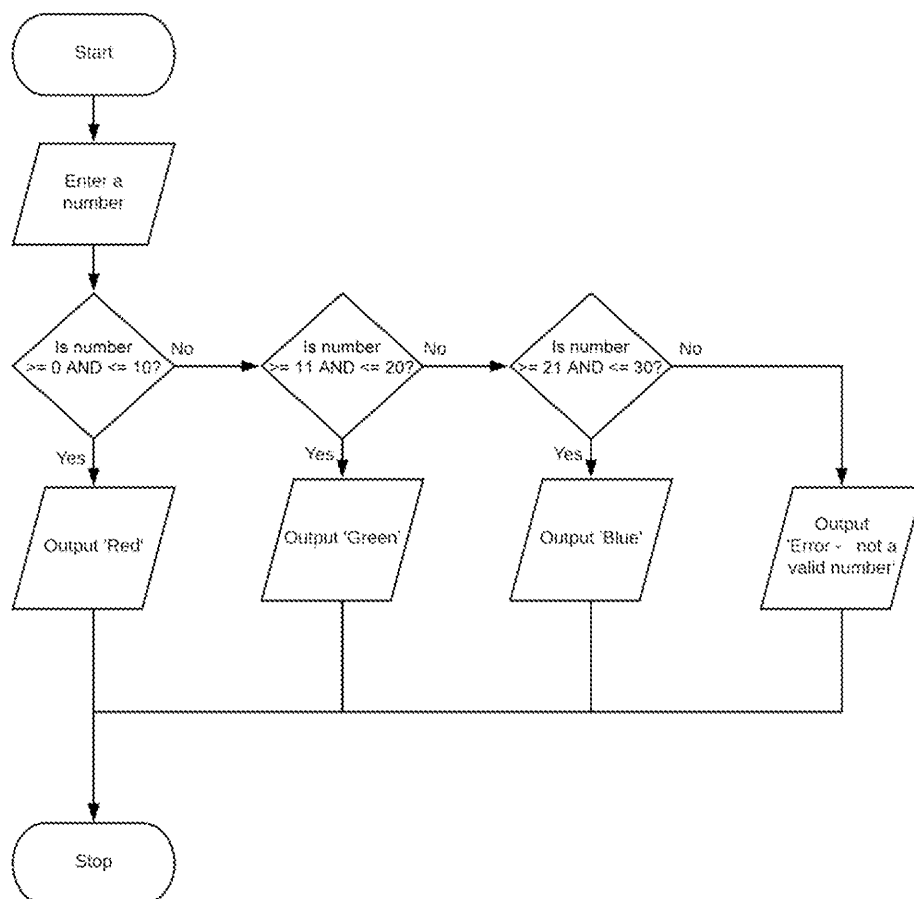 Start
Enter a
number
Is number
>= 0 AND <= 10?
No
Is number
>= 11 AND <= 20?
No
Is number
>= 21 AND <= 30?
No
Yes
Yes
Yes
Output 'Red'
Output 'Green'
Output 'Blue'
Output
'Error - not a
valid number'
Stop